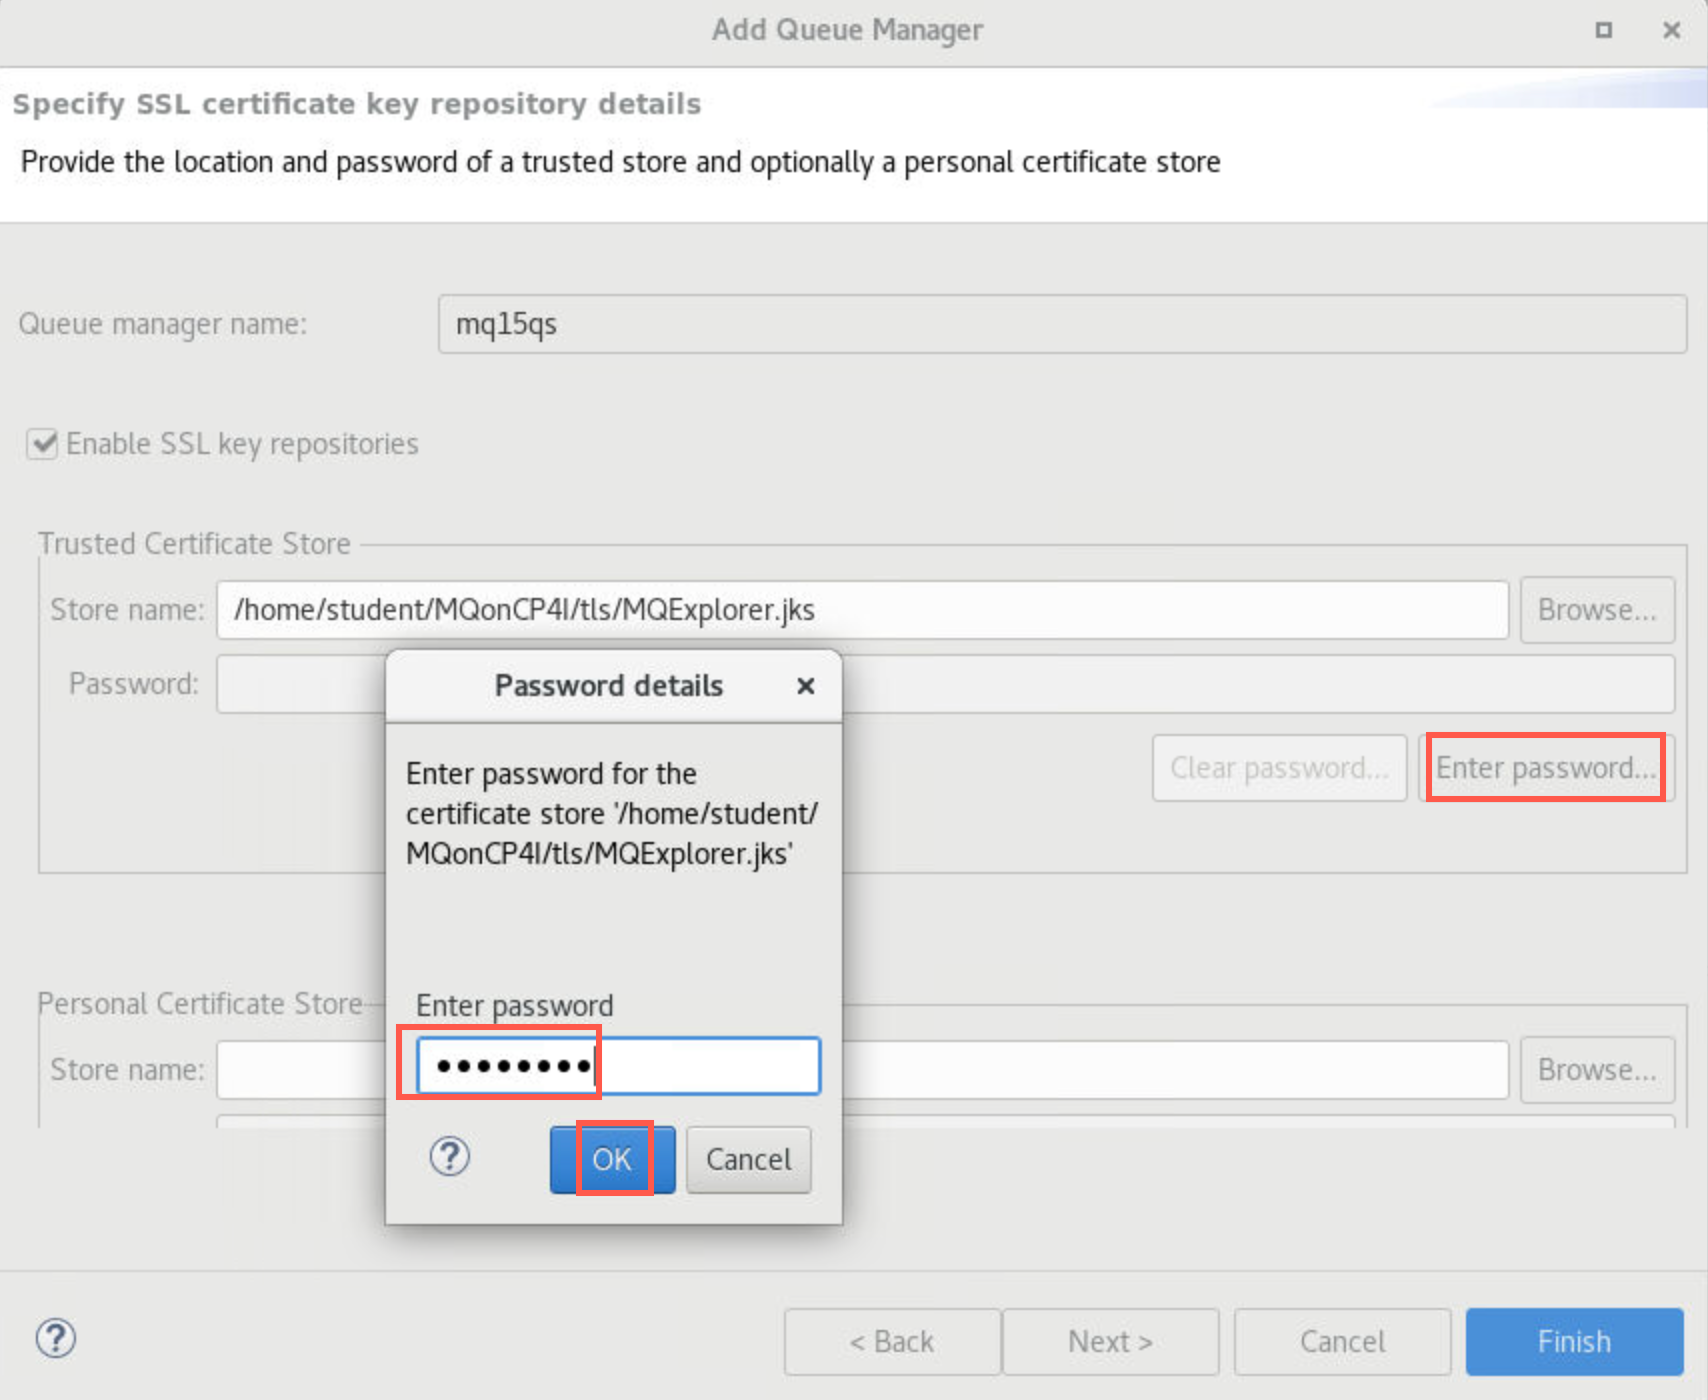 Add Queue Manager
Specify SSL certificate key repository details
Provide the location and password of a trusted store and optionally a personal certificate store
Queue manager name:
mq15qs
Enable SSL key repositories
Trusted Certificate Store
Store name:
/home/student/MQonCP4I/tls/MQExplorer.jks
Browse...
Password:
Clear password...
Enter password...
Password details
Enter password for the
certificate store '/home/student/
MQonCP4I/tls/MQExplorer.jks'
Enter password
••••••••
?
OK
Cancel
Personal Certificate Store
Store name:
Browse...
?
< Back
Next >
Cancel
Finish